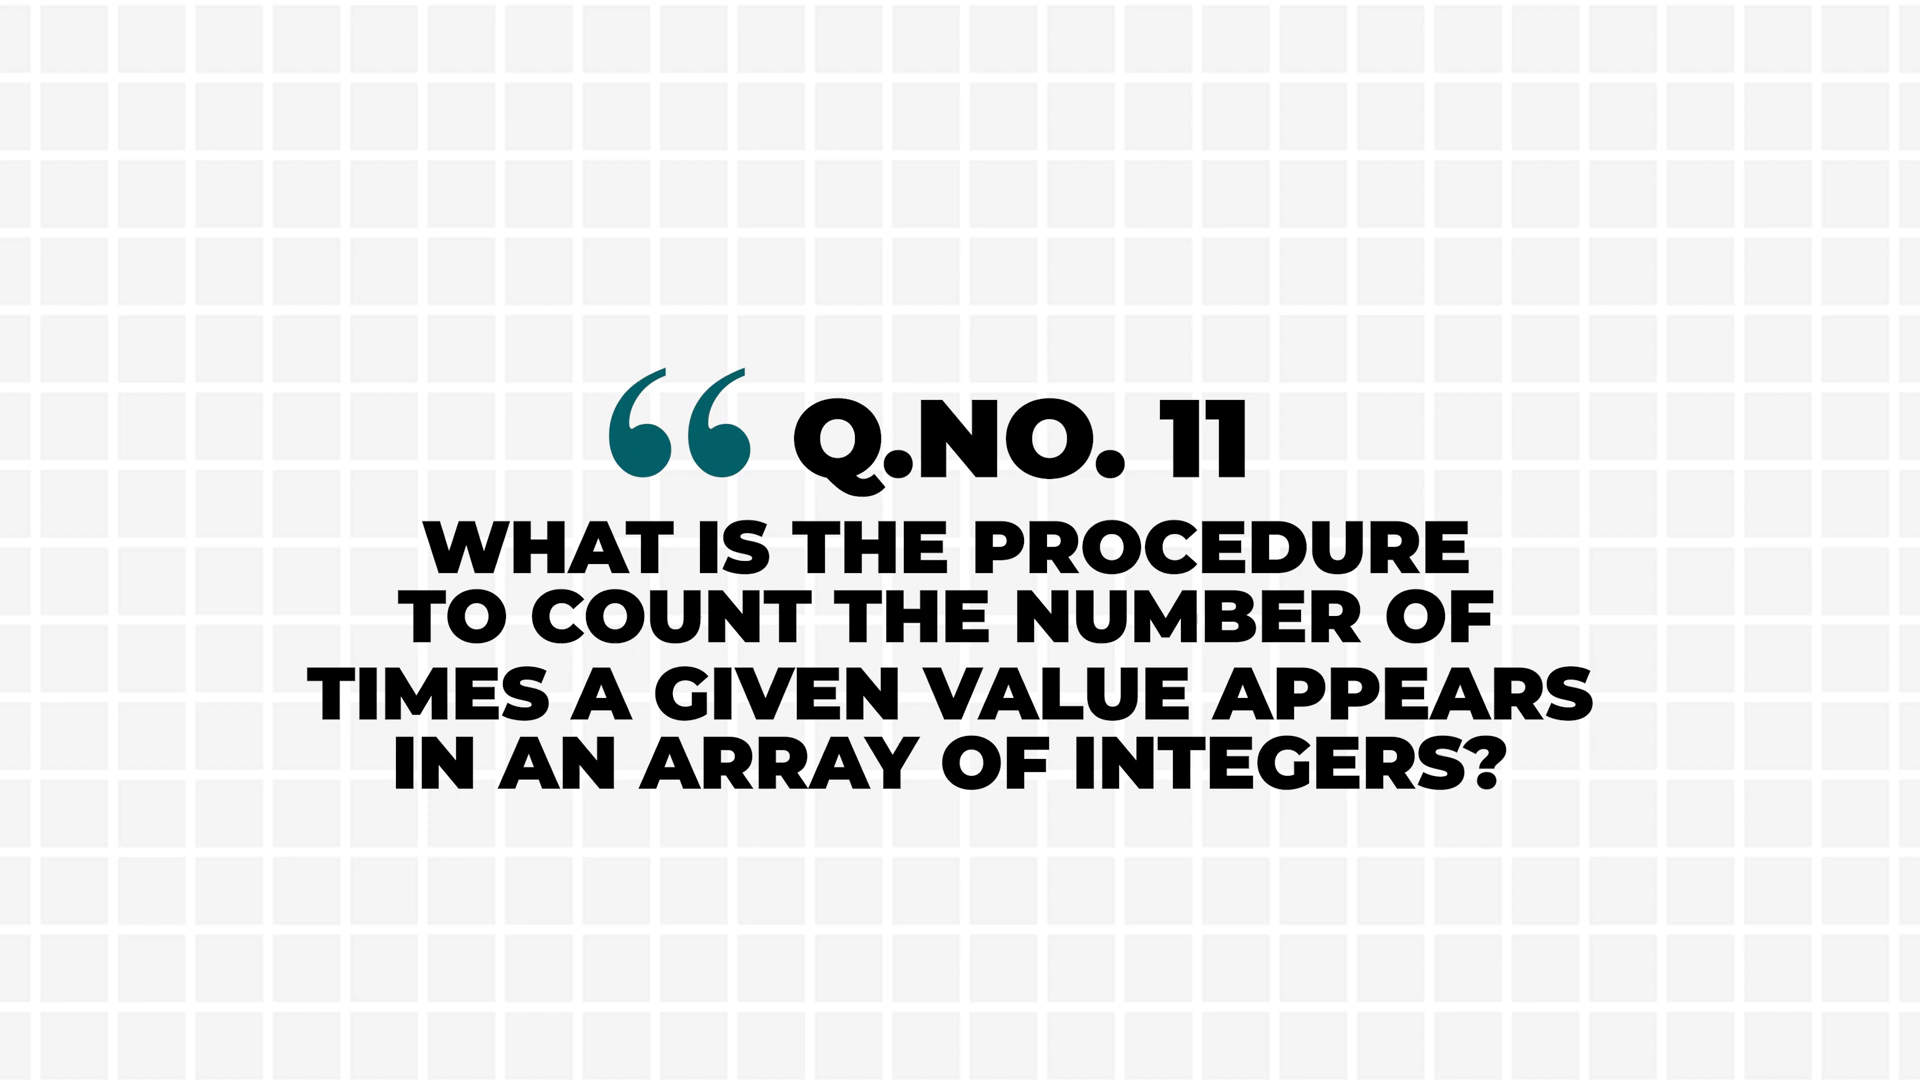 “ Q.NO. 11
WHAT IS THE PROCEDURE
TO COUNT THE NUMBER OF
TIMES A GIVEN VALUE APPEARS
IN AN ARRAY OF INTEGERS?